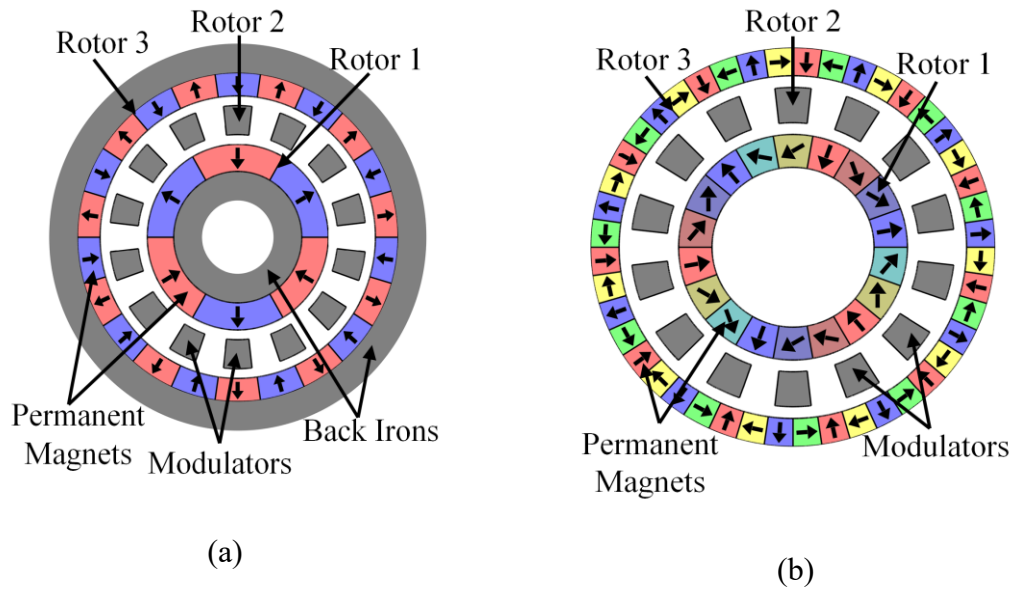 Rotor 2
Rotor 3
Rotor 1
Permanent
Magnets
Modulators
Back Irons
(a)
Rotor 2
Rotor 3
Rotor 1
Permanent
Magnets
Modulators
(b)